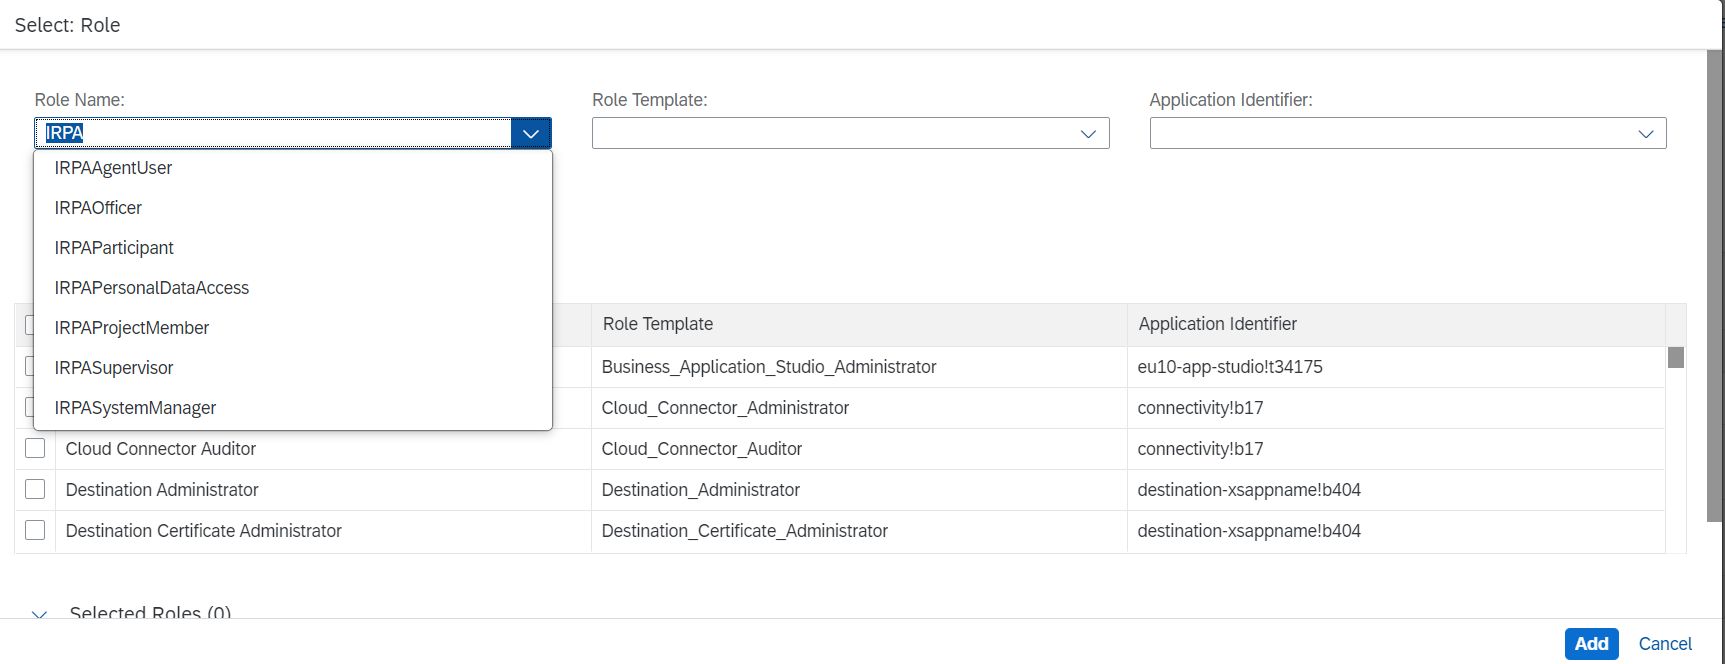 Select: Role
Role Name: Role Template: Application Identifier:
IRPA
IRPAAgentUser
IRPAOfficer
IRPAParticipant
IRPAPersonalDataAccess
IRPAProjectMember
IRPASupervisor
IRPASystemManager
Role Template Application Identifier
Business_Application_Studio_Administrator eu10-app-studio!t34175
Cloud_Connector_Administrator connectivity!b17
Cloud Connector Auditor Cloud_Connector_Auditor connectivity!b17
Destination Administrator Destination_Administrator destination-xsappname!b404
Destination Certificate Administrator Destination_Certificate_Administrator destination-xsappname!b404
Selected Roles (0)
Add Cancel